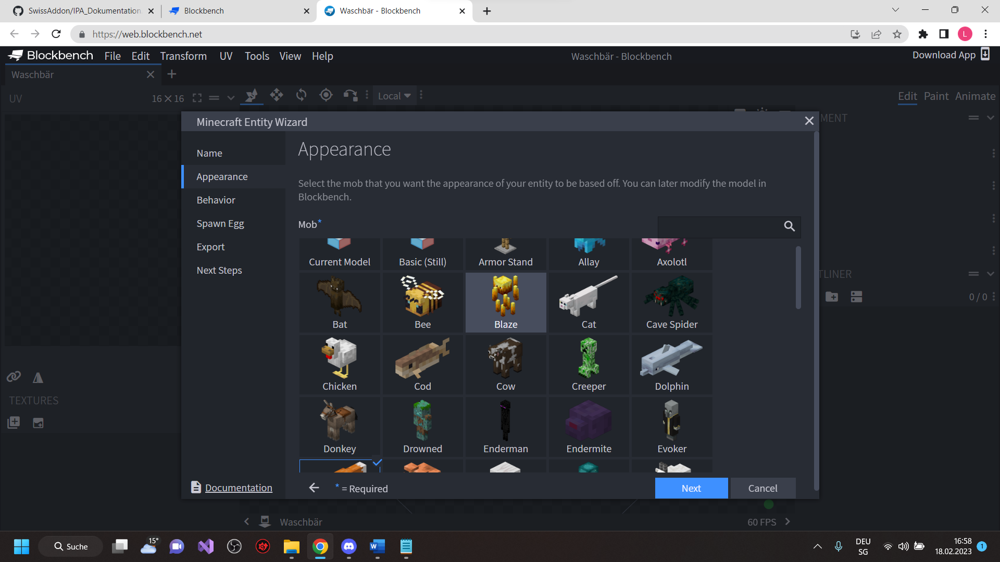 SwissAddon/IPA_Dokumentation
Blockbench
Waschbär - Blockbench
https://web.blockbench.net
L
Blockbench
File
Edit
Transform
UV
Tools
View
Help
Waschbär - Blockbench
Download App
Waschbär
UV
16 × 16
Local
Edit
Paint
Animate
MENT
Minecraft Entity Wizard
Name
Appearance
Behavior
Spawn Egg
Export
Next Steps
Appearance
Select the mob that you want the appearance of your entity to be based off. You can later modify the model in
Blockbench.
Mob*
Current Model
Basic (Still)
Armor Stand
Allay
Axolotl
Bat
Bee
Blaze
Cat
Cave Spider
Chicken
Cod
Cow
Creeper
Dolphin
Donkey
Drowned
Enderman
Endermite
Evoker
TLINER
0 / 0
TEXTURES
Documentation
* = Required
Next
Cancel
Waschbär
60 FPS
Suche
15°
DEU
SG
16:58
18.02.2023
1